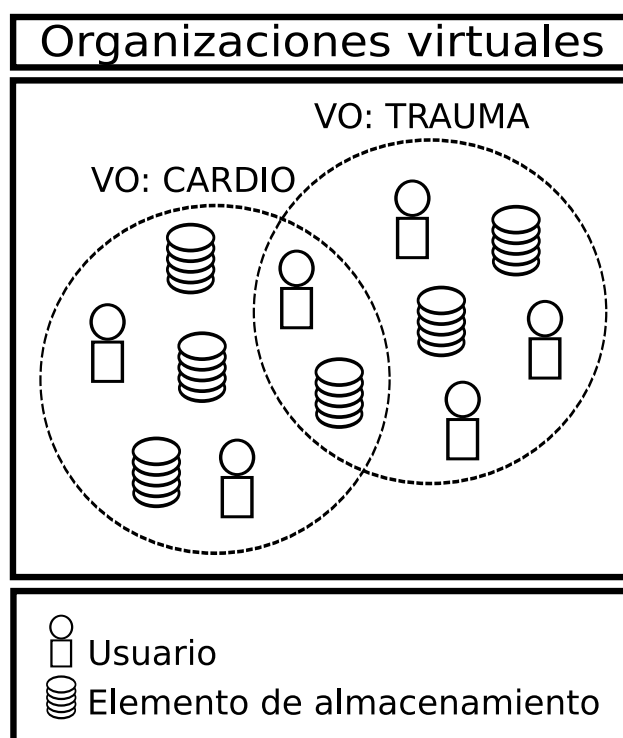 Organizaciones virtuales
VO: TRAUMA
VO: CARDIO
Usuario
Elemento de almacenamiento